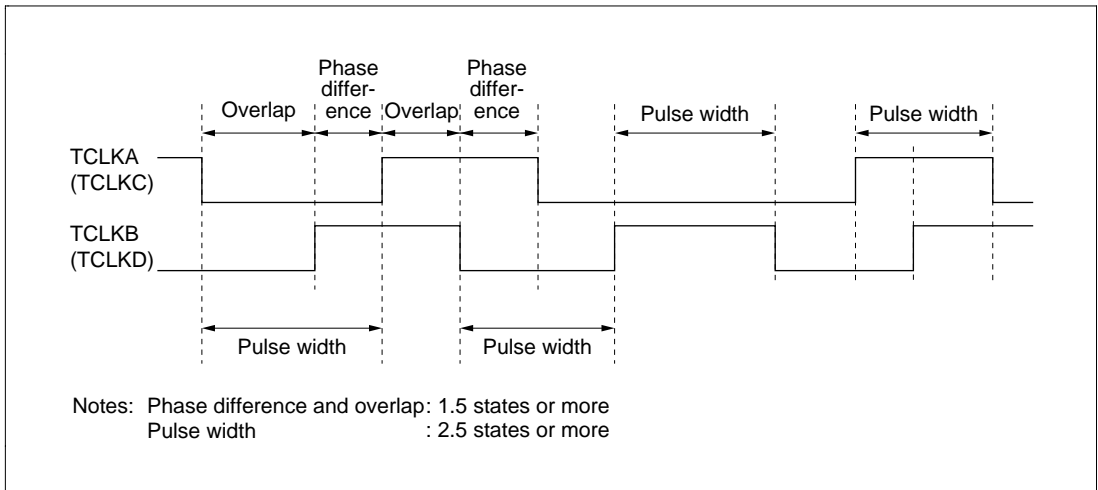 Phase
differ-
ence
Phase
differ-
ence
Overlap
Overlap
Pulse width
Pulse width
TCLKA
(TCLKC)
TCLKB
(TCLKD)
Pulse width
Pulse width
Notes: Phase difference and overlap : 1.5 states or more
Pulse width : 2.5 states or more